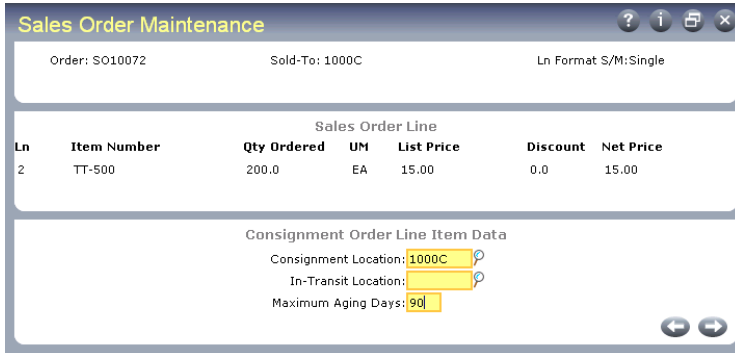 Sales Order Maintenance ? i
Order: SO10072 Sold-To: 1000C Ln Format S/M:Single
Sales Order Line
Ln Item Number Qty Ordered UM List Price Discount Net Price
2 TT-500 200.0 EA 15.00 0.0 15.00
Consignment Order Line Item Data
Consignment Location: 1000C
In-Transit Location:
Maximum Aging Days: 90